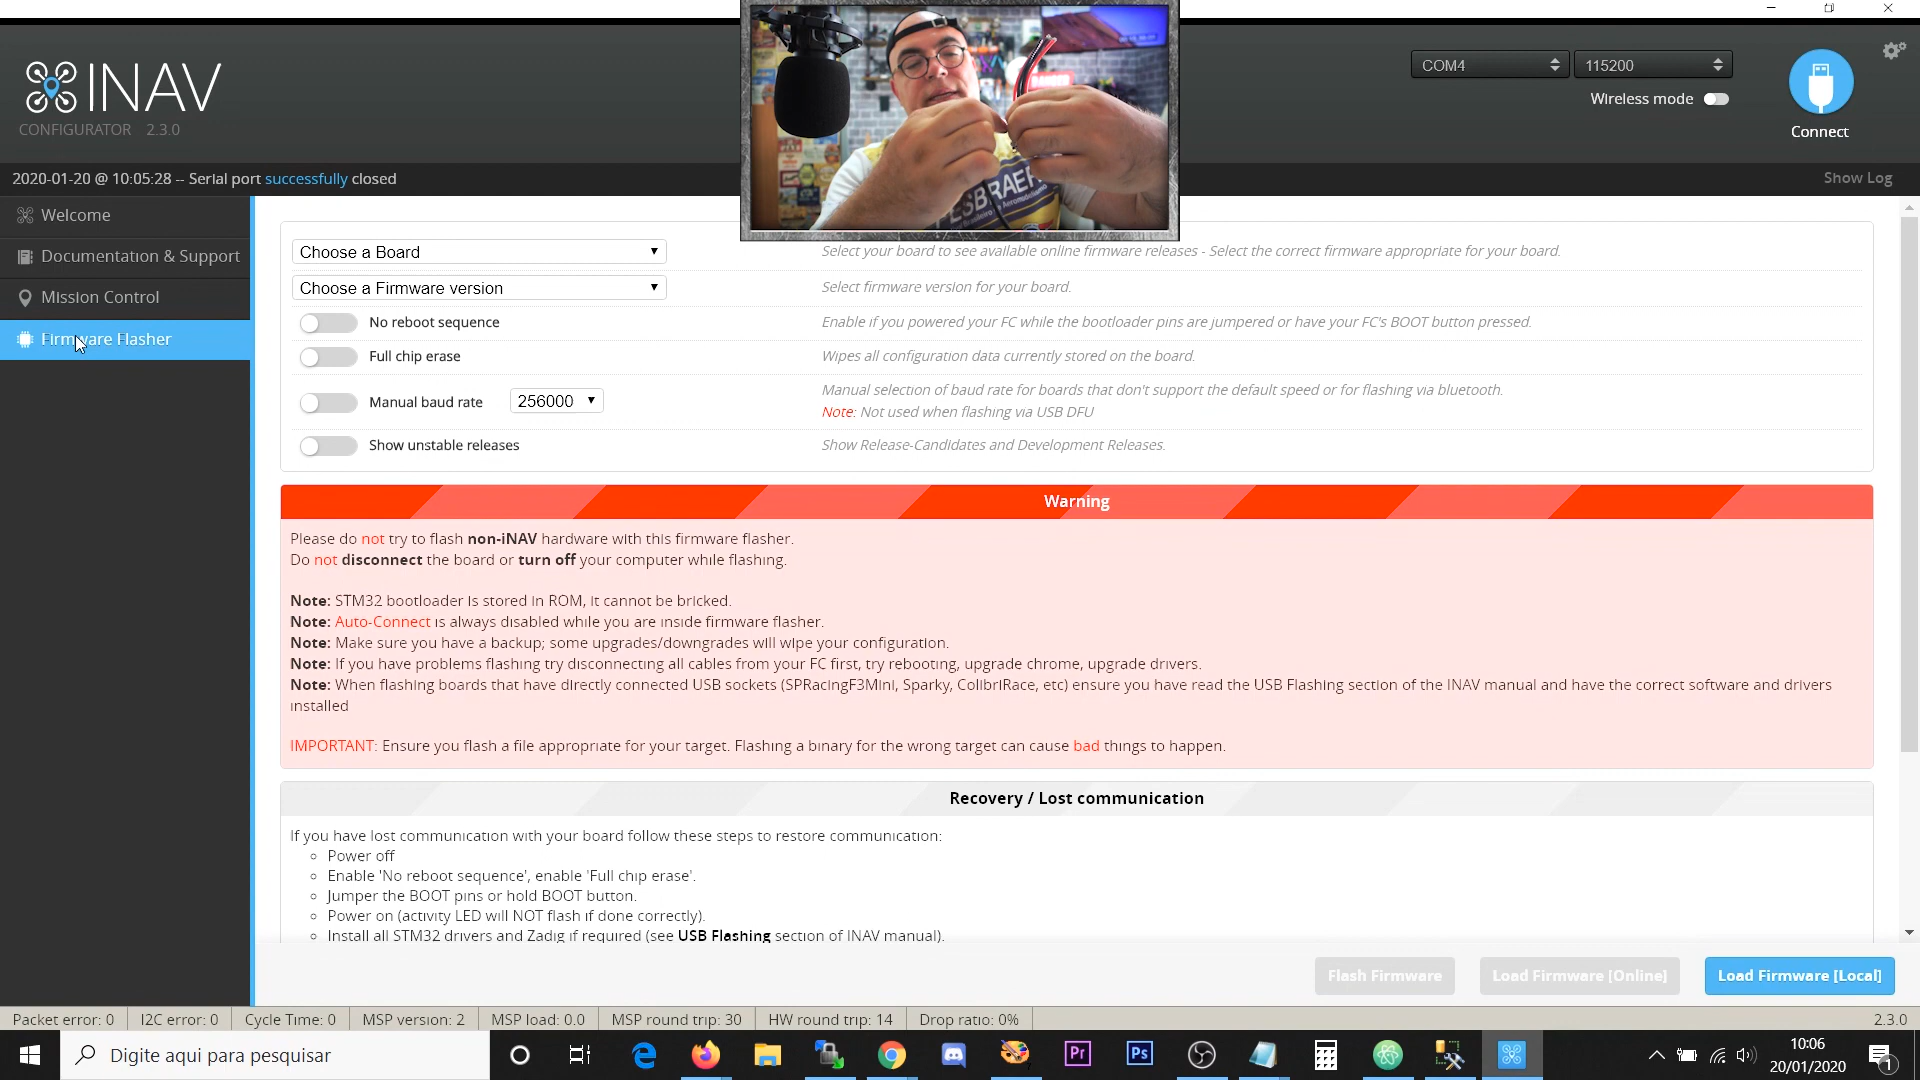 INAV
CONFIGURATOR 2.3.0
COM4
115200
Wireless mode
Connect
2020-01-20 @ 10:05:28 -- Serial port successfully closed
Show Log
Welcome
Documentation & Support
Mission Control
Firmware Flasher
Choose a Board
Select your board to see available online firmware releases - Select the correct firmware appropriate for your board.
Choose a Firmware version
Select firmware version for your board.
No reboot sequence
Enable if you powered your FC while the bootloader pins are jumpered or have your FC's BOOT button pressed.
Full chip erase
Wipes all configuration data currently stored on the board.
Manual baud rate
256000
Manual selection of baud rate for boards that don't support the default speed or for flashing via bluetooth.
Note: Not used when flashing via USB DFU
Show unstable releases
Show Release-Candidates and Development Releases.
Warning
Please do not try to flash non-iNAV hardware with this firmware flasher.
Do not disconnect the board or turn off your computer while flashing.
Note: STM32 bootloader is stored in ROM, it cannot be bricked.
Note: Auto-Connect is always disabled while you are inside firmware flasher.
Note: Make sure you have a backup; some upgrades/downgrades will wipe your configuration.
Note: If you have problems flashing try disconnecting all cables from your FC first, try rebooting, upgrade chrome, upgrade drivers.
Note: When flashing boards that have directly connected USB sockets (SPRacingF3Mini, Sparky, ColibriRace, etc) ensure you have read the USB Flashing section of the INAV manual and have the correct software and drivers
installed
IMPORTANT: Ensure you flash a file appropriate for your target. Flashing a binary for the wrong target can cause bad things to happen.
Recovery / Lost communication
If you have lost communication with your board follow these steps to restore communication:
Power off
Enable 'No reboot sequence', enable 'Full chip erase'.
Jumper the BOOT pins or hold BOOT button.
Power on (activity LED will NOT flash if done correctly).
Install all STM32 drivers and Zadig if required (see USB Flashing section of INAV manual).
Flash Firmware
Load Firmware [Online]
Load Firmware [Local]
Packet error: 0
I2C error: 0
Cycle Time: 0
MSP version: 2
MSP load: 0.0
MSP round trip: 30
HW round trip: 14
Drop ratio: 0%
2.3.0
Digite aqui para pesquisar
Pr
Ps
10:06
20/01/2020
1